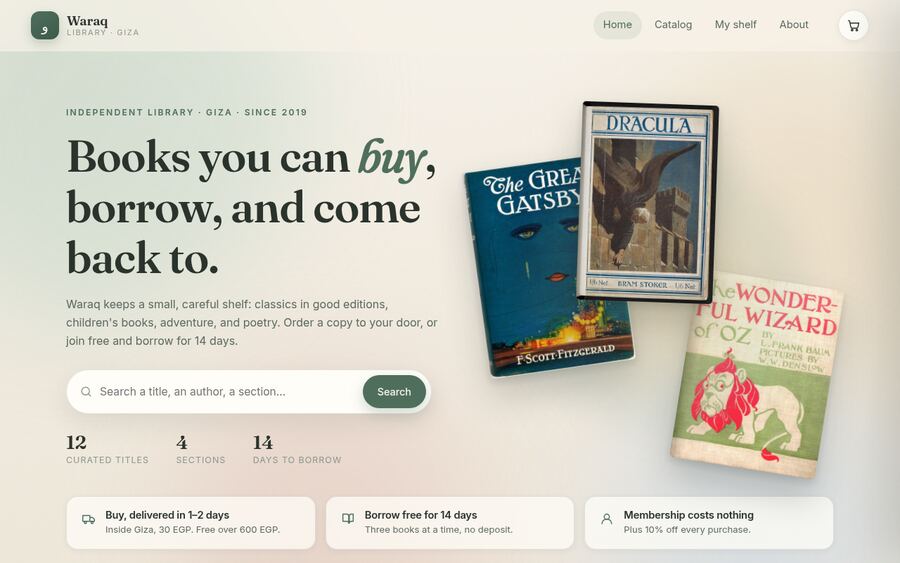 و
Waraq
LIBRARY · GIZA
Home
Catalog
My shelf
About
INDEPENDENT LIBRARY · GIZA · SINCE 2019
Books you can buy,
borrow, and come
back to.
Waraq keeps a small, careful shelf: classics in good editions,
children's books, adventure, and poetry. Order a copy to your door, or
join free and borrow for 14 days.
Search a title, an author, a section...
Search
12
CURATED TITLES
4
SECTIONS
14
DAYS TO BORROW
The GREA
GATSBY
F·SCOTT·FITZGERALD
DRACULA
BRAM STOKER
WONDER-
FUL WIZARD
of OZ
BY
L. FRANK BAUM
PICTURES BY
W. W. DENSLOW
Buy, delivered in 1–2 days
Inside Giza, 30 EGP. Free over 600 EGP.
Borrow free for 14 days
Three books at a time, no deposit.
Membership costs nothing
Plus 10% off every purchase.